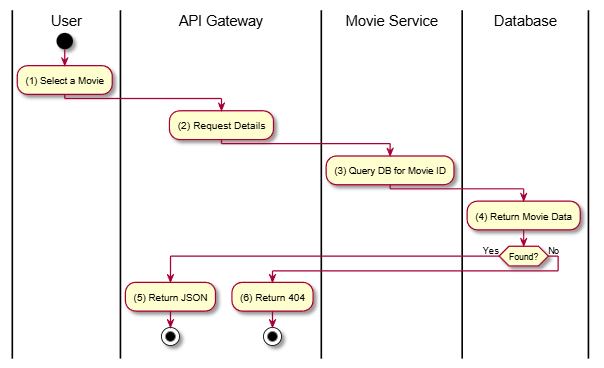 User
API Gateway
Movie Service
Database
(1) Select a Movie
(2) Request Details
(3) Query DB for Movie ID
(4) Return Movie Data
Yes
Found?
No
(5) Return JSON
(6) Return 404